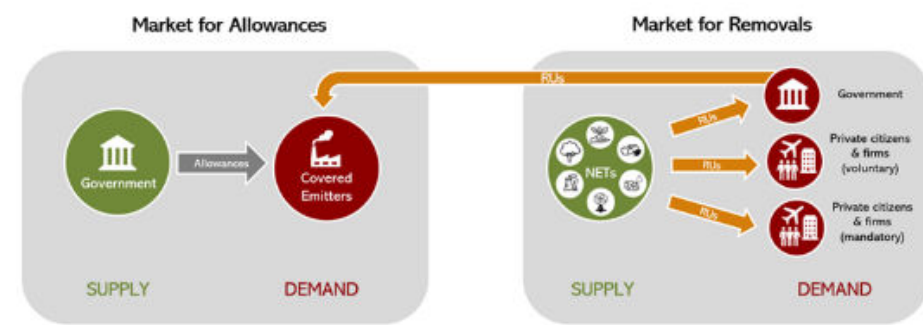 Market for Allowances
Market for Removals
RUs
Government
Allowances
Covered
Emitters
NETs
RUs
RUs
RUs
Government
Private citizens
& firms
(voluntary)
Private citizens
& firms
(mandatory)
SUPPLY
DEMAND
SUPPLY
DEMAND